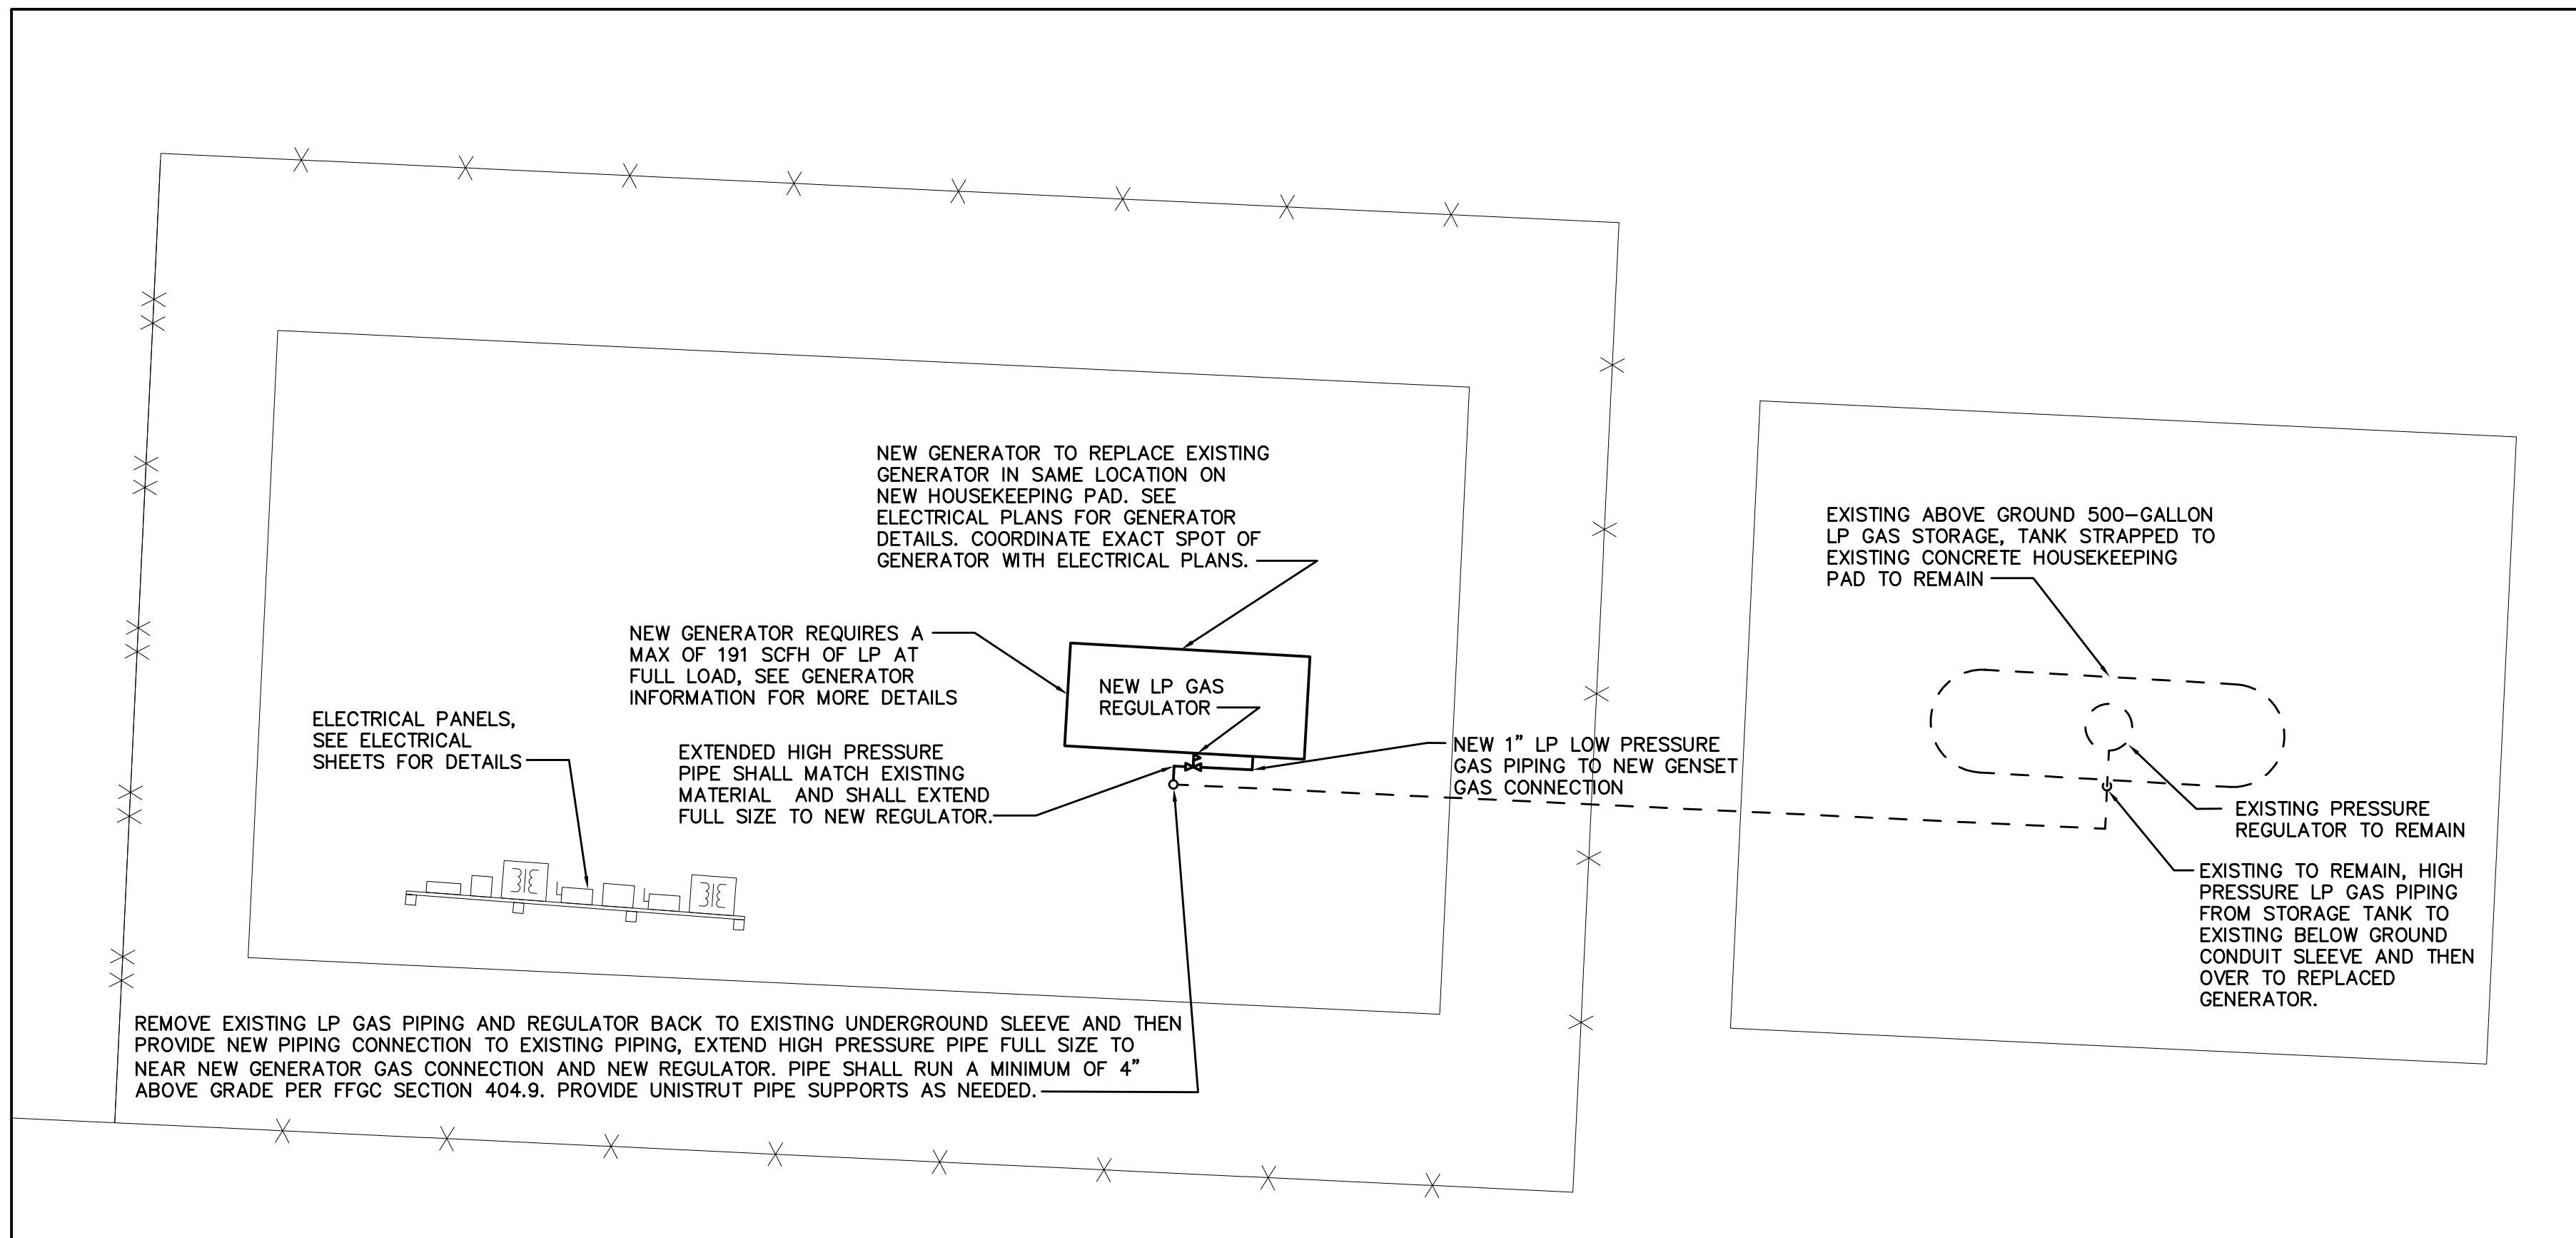 NEW GENERATOR TO REPLACE EXISTING
GENERATOR IN SAME LOCATION ON
NEW HOUSEKEEPING PAD. SEE
ELECTRICAL PLANS FOR GENERATOR
DETAILS. COORDINATE EXACT SPOT OF
GENERATOR WITH ELECTRICAL PLANS.
EXISTING ABOVE GROUND 500-GALLON
LP GAS STORAGE, TANK STRAPPED TO
EXISTING CONCRETE HOUSEKEEPING
PAD TO REMAIN
NEW GENERATOR REQUIRES A
MAX OF 191 SCFH OF LP AT
FULL LOAD, SEE GENERATOR
INFORMATION FOR MORE DETAILS
NEW LP GAS
REGULATOR
ELECTRICAL PANELS,
SEE ELECTRICAL
SHEETS FOR DETAILS
EXTENDED HIGH PRESSURE
PIPE SHALL MATCH EXISTING
MATERIAL AND SHALL EXTEND
FULL SIZE TO NEW REGULATOR.
NEW 1" LP LOW PRESSURE
GAS PIPING TO NEW GENSET
GAS CONNECTION
EXISTING PRESSURE
REGULATOR TO REMAIN
EXISTING TO REMAIN, HIGH
PRESSURE LP GAS PIPING
FROM STORAGE TANK TO
EXISTING BELOW GROUND
CONDUIT SLEEVE AND THEN
OVER TO REPLACED
GENERATOR.
REMOVE EXISTING LP GAS PIPING AND REGULATOR BACK TO EXISTING UNDERGROUND SLEEVE AND THEN
PROVIDE NEW PIPING CONNECTION TO EXISTING PIPING, EXTEND HIGH PRESSURE PIPE FULL SIZE TO
NEAR NEW GENERATOR GAS CONNECTION AND NEW REGULATOR. PIPE SHALL RUN A MINIMUM OF 4"
ABOVE GRADE PER FFGC SECTION 404.9. PROVIDE UNISTRUT PIPE SUPPORTS AS NEEDED.